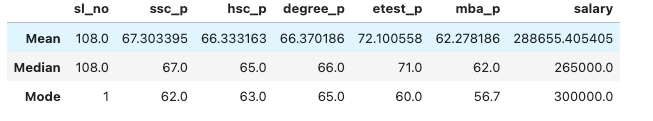 sl_no ssc_p hsc_p degree_p etest_p mba_p salary
Mean 108.0 67.303395 66.333163 66.370186 72.100558 62.278186 288655.405405
Median 108.0 67.0 65.0 66.0 71.0 62.0 265000.0
Mode 1 62.0 63.0 65.0 60.0 56.7 300000.0